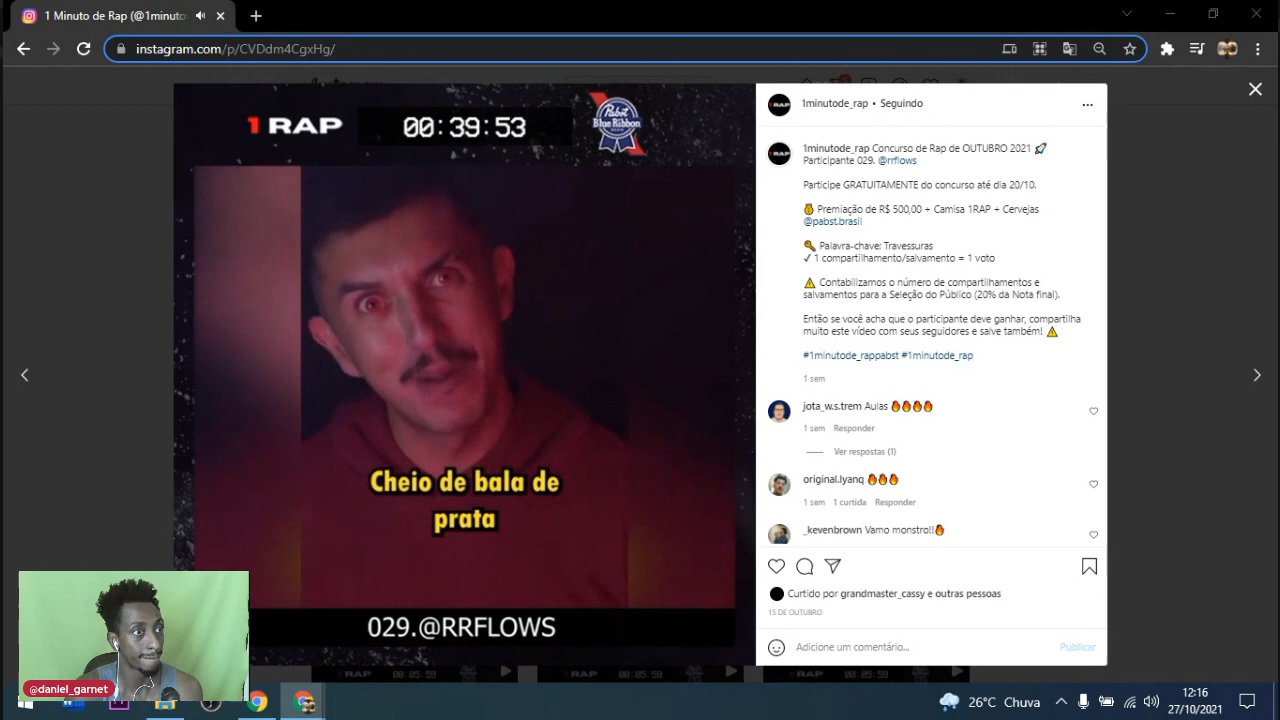 1 Rap de Rap (@1minuto
instagram.com/p/CVDdm4CgxHg/
1 RAP
00:39:53
Pabst
Blue Ribbon
Cheio de bala de
prata
029.@RRFLOWS
@daniel_garnet
1minutode_rap • Seguindo
1minutode_rap Concurso de Rap de OUTUBRO 2021 🚀
Participante 029. @rrflows
Participe GRATUITAMENTE do concurso até dia 20/10.
🥇 Premiação de R$ 500,00 + Camisa 1RAP + Cervejas
@pabst.brasil
🔑 Palavra-chave: Travessuras
✓ 1 compartilhamento/salvamento = 1 voto
⚠ Contabilizamos o número de compartilhamentos e
salvamentos para a Seleção do Público (20% da Nota final).
Então se você acha que o participante deve ganhar, compartilha
muito este vídeo com seus seguidores e salve também! ⚠
#1minutode_rappabst #1minutode_rap
1 sem
jota_w.s.trem Aulas 🔥🔥🔥🔥
1 sem Responder
Ver respostas (1)
original.lyanq 🔥🔥🔥
1 sem 1 curtida Responder
_kevenbrown Vamo monstro!!🔥
Curtido por grandmaster_cassy e outras pessoas
15 DE OUTUBRO
Adicione um comentário...
Publicar
26°C Chuva
12:16
27/10/2021